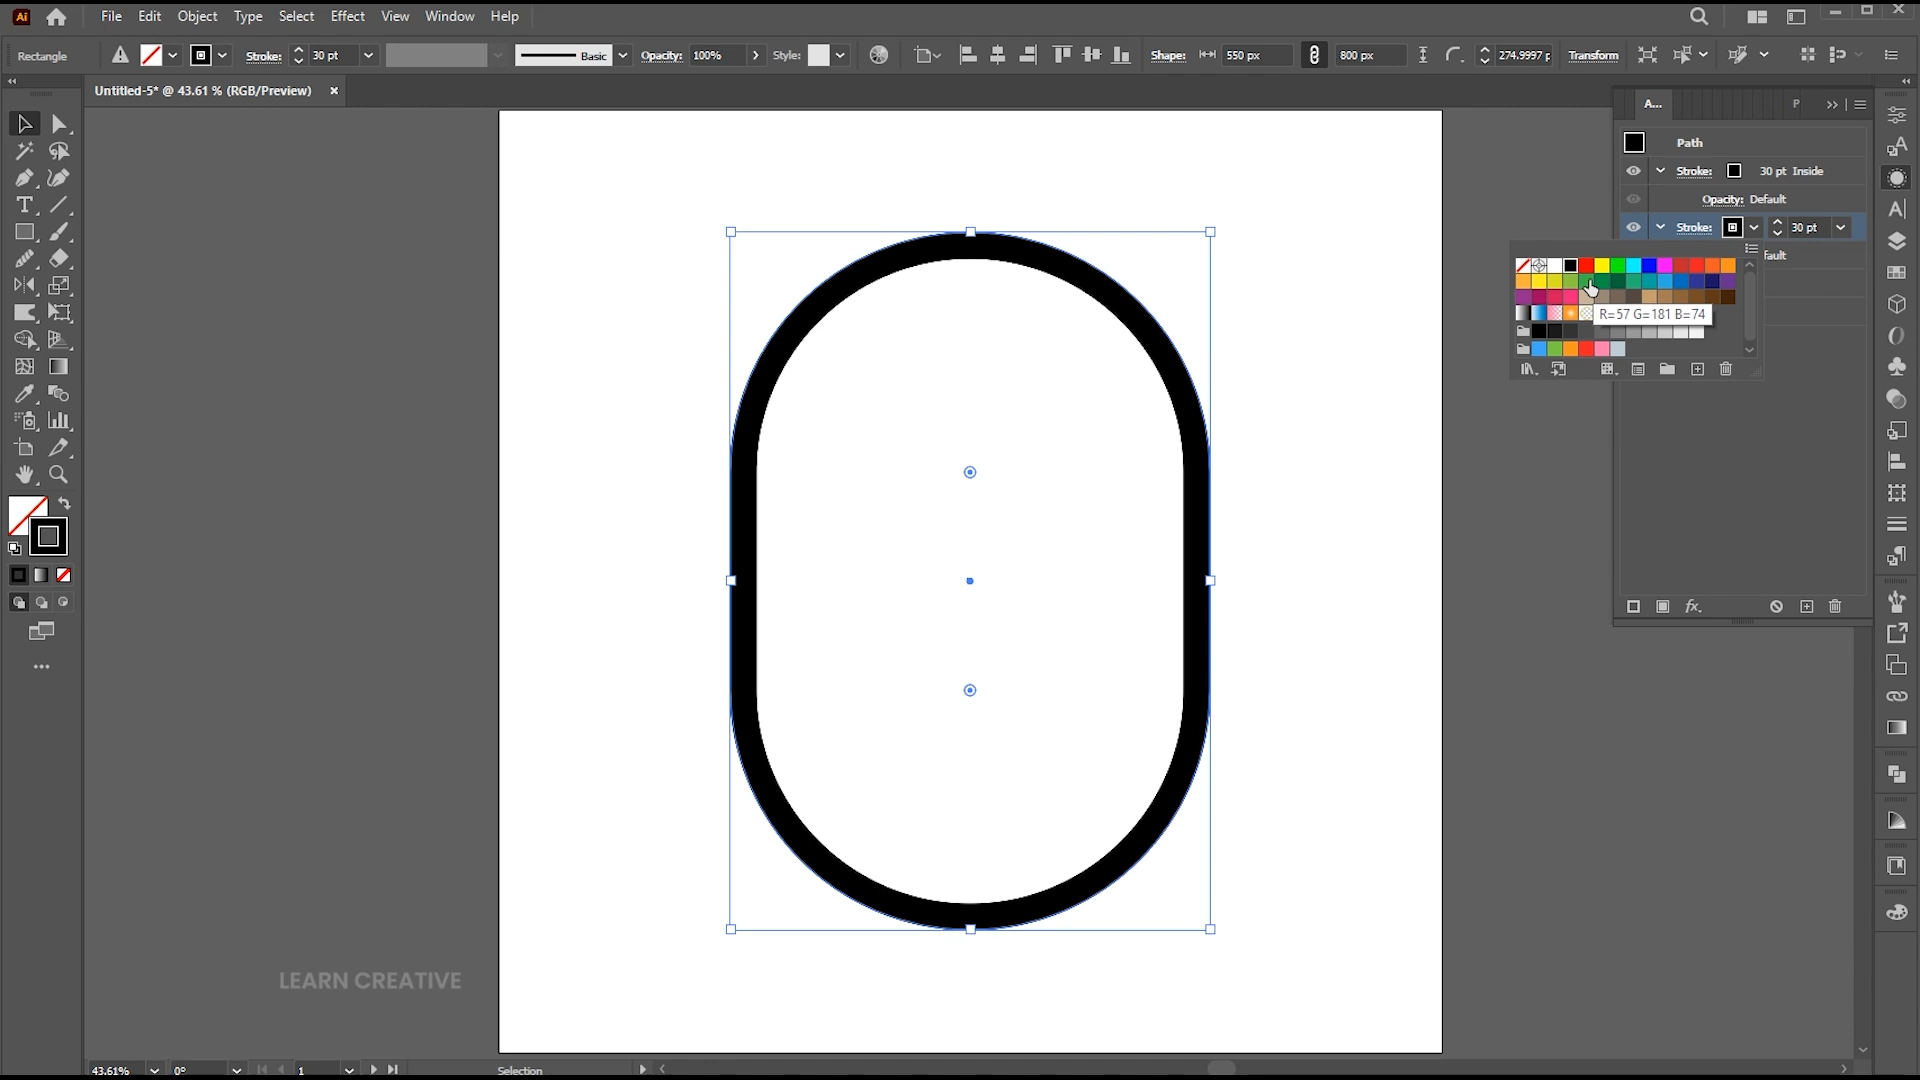 Ai File Edit Object Type Select Effect View Window Help
Rectangle Stroke: 30 pt Basic Opacity: 100% Style: Shape: 550 px 800 px 274.9997 p Transform
Untitled-5* @ 43.61 % (RGB/Preview) ×
A... P
Path
Stroke: 30 pt Inside
Opacity: Default
Stroke: 30 pt
fault
R=57 G=181 B=74
fx.
LEARN CREATIVE
43.61% 0° 1 Selection